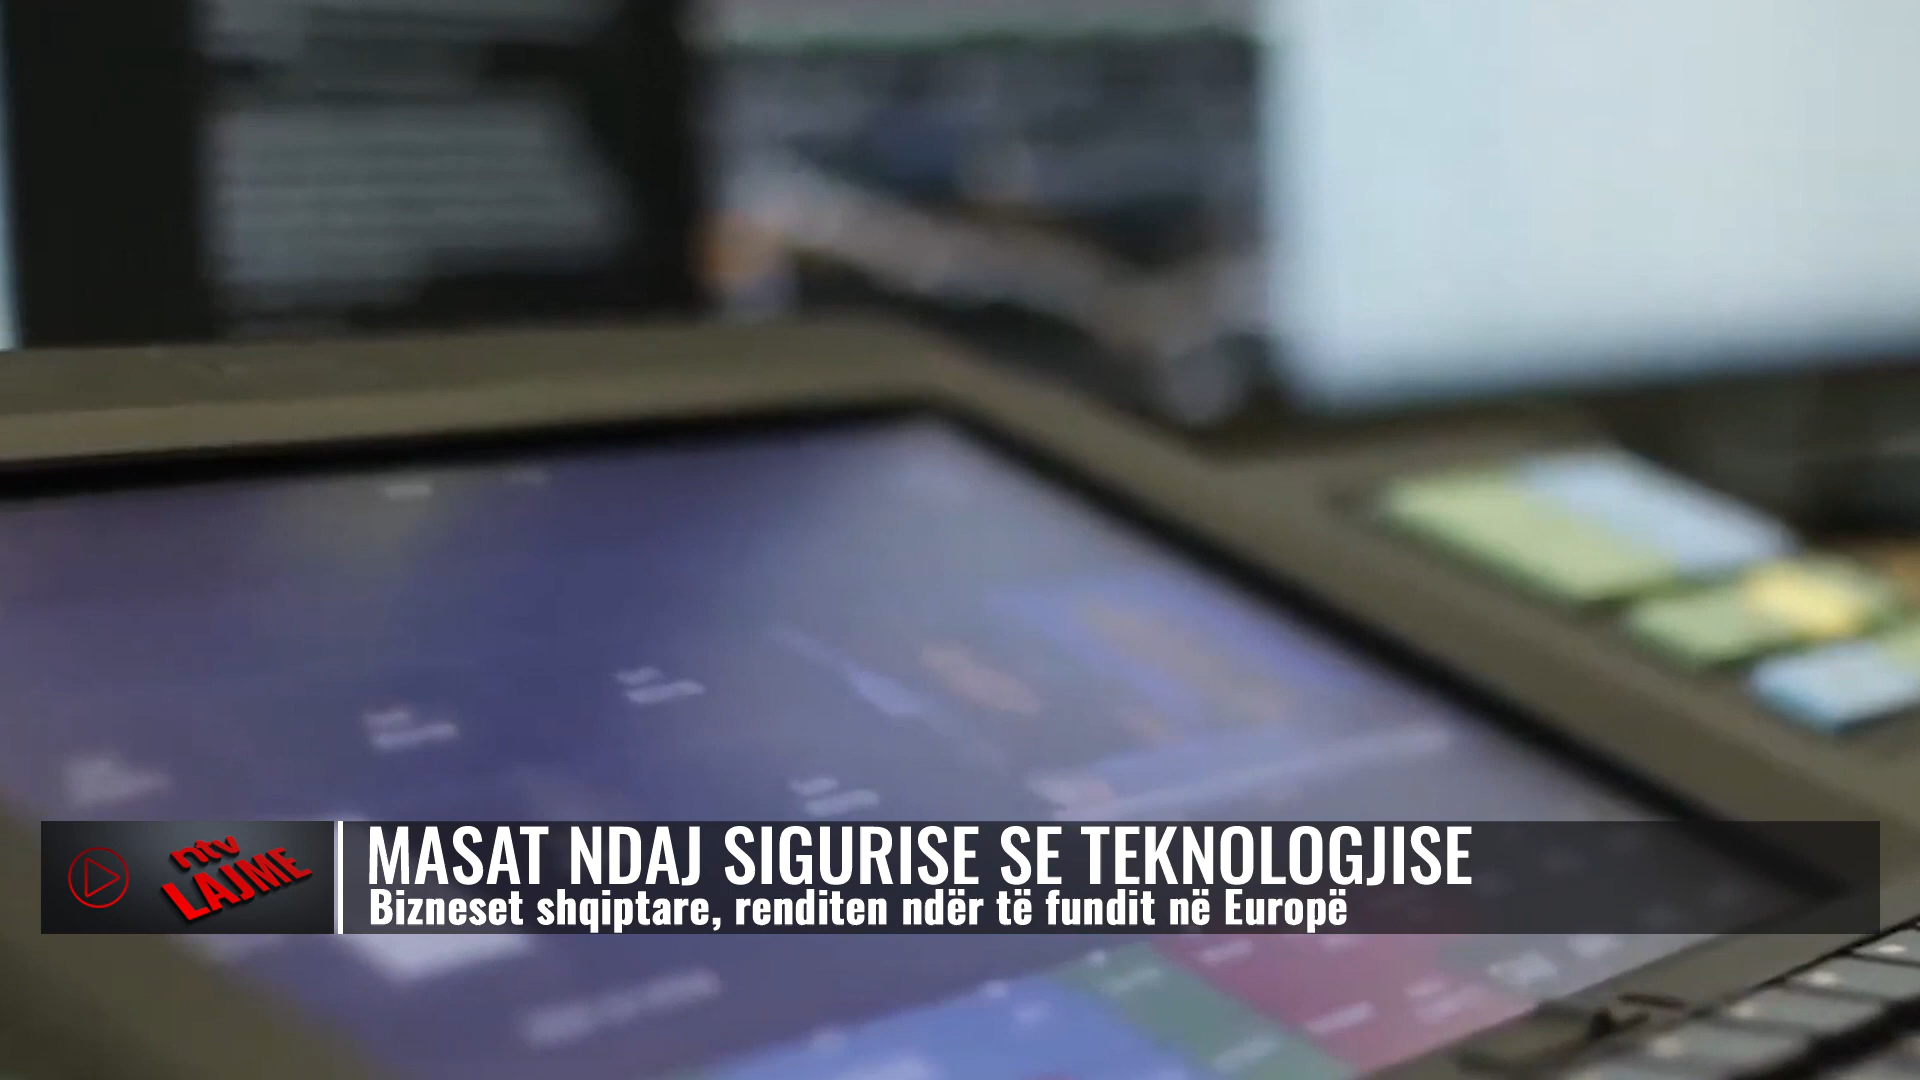 ntv
LAJME
MASAT NDAJ SIGURISE SE TEKNOLOGJISE
Bizneset shqiptare, renditen ndër të fundit në Europë